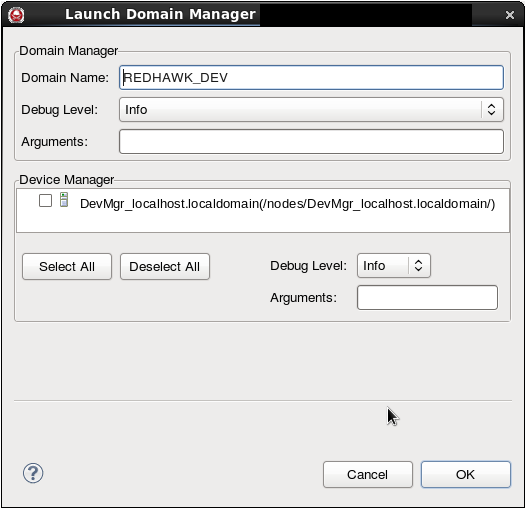 Launch Domain Manager
Domain Manager
Domain Name: REDHAWK_DEV
Debug Level: Info
Arguments:
Device Manager
DevMgr_localhost.localdomain(/nodes/DevMgr_localhost.localdomain/)
Select All Deselect All Debug Level: Info
Arguments:
? Cancel OK